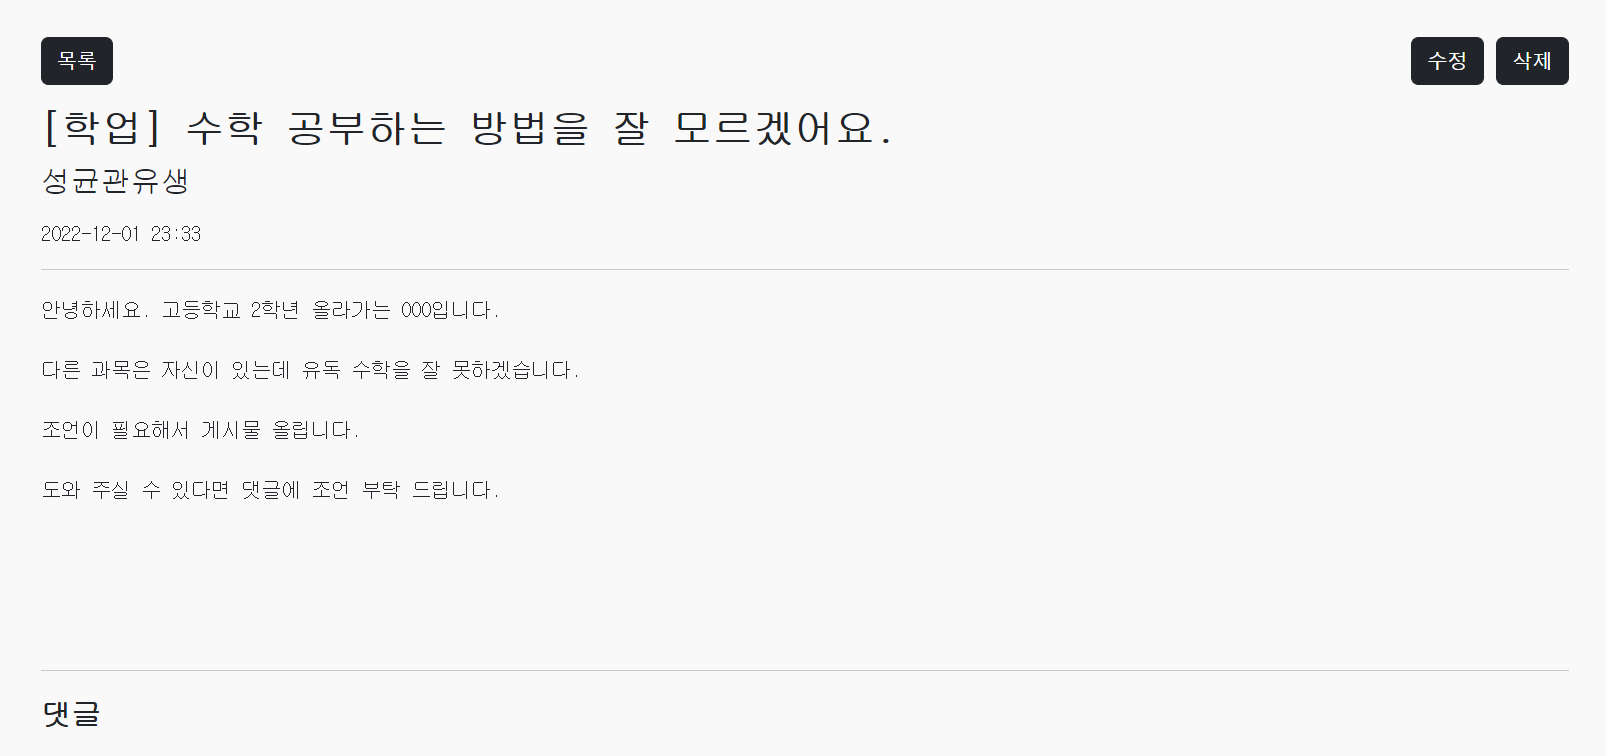 목록
수정
삭제
[학업] 수학 공부하는 방법을 잘 모르겠어요.
성균관유생
2022-12-01 23:33
안녕하세요. 고등학교 2학년 올라가는 000입니다.
다른 과목은 자신이 있는데 유독 수학을 잘 못하겠습니다.
조언이 필요해서 게시물 올립니다.
도와 주실 수 있다면 댓글에 조언 부탁 드립니다.
댓글